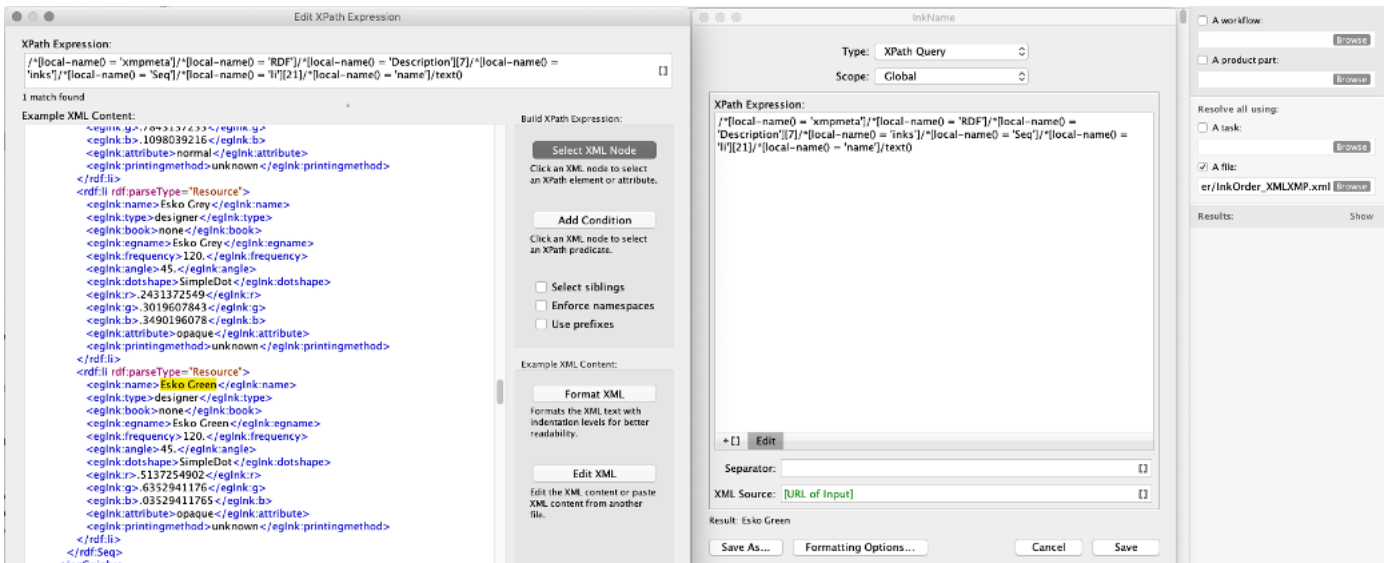 Edit XPath Expression
XPath Expression:
/*[local-name() = 'xmpmeta']/*[local-name() = 'RDF']/*[local-name() = 'Description'][7]/*[local-name() =
'inks']/*[local-name() = 'Seq']/*[local-name() = 'li'][21]/*[local-name() = 'name']/text()
[]
1 match found
Example XML Content:
<egInk:g>.7843137255</egInk:g>
<egInk:b>.1098039216</egInk:b>
<egInk:attribute>normal</egInk:attribute>
<egInk:printingmethod>unknown</egInk:printingmethod>
</rdf:li>
<rdf:li rdf:parseType="Resource">
<egInk:name>Esko Grey</egInk:name>
<egInk:type>designer</egInk:type>
<egInk:book>none</egInk:book>
<egInk:egname>Esko Grey</egInk:egname>
<egInk:frequency>120.</egInk:frequency>
<egInk:angle>45.</egInk:angle>
<egInk:dotshape>SimpleDot</egInk:dotshape>
<egInk:r>.2431372549</egInk:r>
<egInk:g>.3019607843</egInk:g>
<egInk:b>.3490196078</egInk:b>
<egInk:attribute>opaque</egInk:attribute>
<egInk:printingmethod>unknown</egInk:printingmethod>
</rdf:li>
<rdf:li rdf:parseType="Resource">
<egInk:name>Esko Green</egInk:name>
<egInk:type>designer</egInk:type>
<egInk:book>none</egInk:book>
<egInk:egname>Esko Green</egInk:egname>
<egInk:frequency>120.</egInk:frequency>
<egInk:angle>45.</egInk:angle>
<egInk:dotshape>SimpleDot</egInk:dotshape>
<egInk:r>.5137254902</egInk:r>
<egInk:g>.6352941176</egInk:g>
<egInk:b>.03529411765</egInk:b>
<egInk:attribute>opaque</egInk:attribute>
<egInk:printingmethod>unknown</egInk:printingmethod>
</rdf:li>
</rdf:Seq>
Build XPath Expression:
Select XML Node
Click an XML node to select
an XPath element or attribute.
Add Condition
Click an XML node to select
an XPath predicate.
Select siblings
Enforce namespaces
Use prefixes
Example XML Content:
Format XML
Formats the XML text with
indentation levels for better
readability.
Edit XML
Edit the XML content or paste
XML content from another
file.
InkName
Type: XPath Query
Scope: Global
XPath Expression:
/*[local-name() = 'xmpmeta']/*[local-name() = 'RDF']/*[local-name() =
'Description'][7]/*[local-name() = 'inks']/*[local-name() = 'Seq']/*[local-name() =
'li'][21]/*[local-name() = 'name']/text()
+[] Edit
Separator: []
XML Source: [URL of Input] []
Result: Esko Green
Save As... Formatting Options... Cancel Save
A workflow:
Browse
A product part:
Browse
Resolve all using:
A task:
Browse
A file:
er/InkOrder_XMLXMP.xml Browse
Results: Show